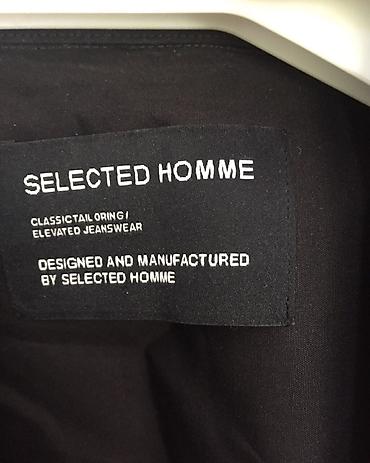 SELECTED HOMME
CLASSICTAILORING/
ELEVATED JEANSWEAR
DESIGNED AND MANUFACTURED
BY SELECTED HOMME